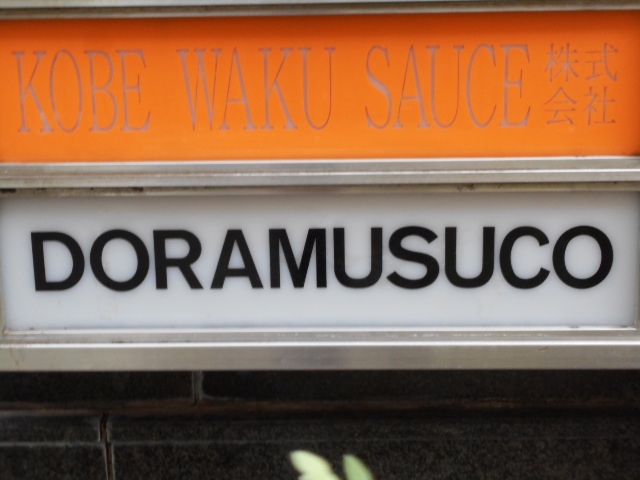 KOBE WAKU SAUCE 株式会社
DORAMUSUCO